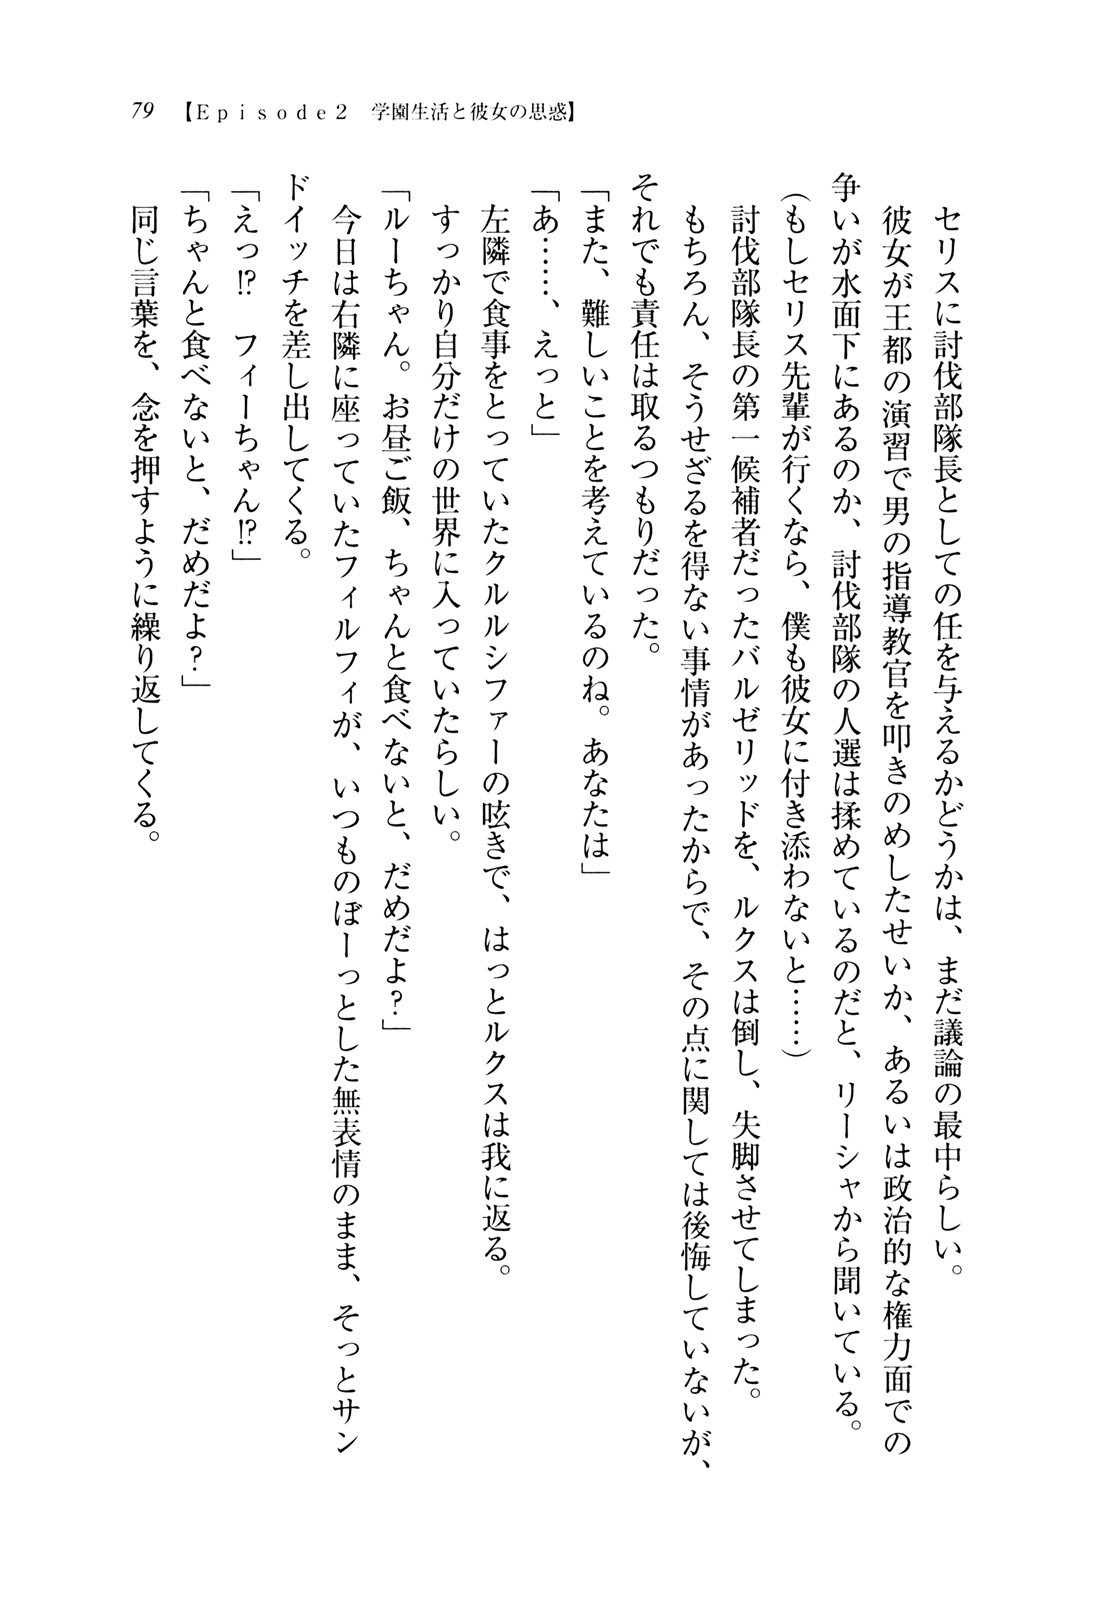 79 【Ｅｐｉｓｏｄｅ２　学園生活と彼女の思惑】
　セリスに討伐部隊長としての任を与えるかどうかは、まだ議論の最中らしい。
　彼女が王都の演習で男の指導教官を叩きのめしたせいか、あるいは政治的な権力面での
争いが水面下にあるのか、討伐部隊の人選は揉めているのだと、リーシャから聞いている。
（もしセリス先輩が行くなら、僕も彼女に付き添わないと……）
　討伐部隊長の第一候補者だったバルゼリッドを、ルクスは倒し、失脚させてしまった。
　もちろん、そうせざるを得ない事情があったからで、その点に関しては後悔していないが、
それでも責任は取るつもりだった。
「また、難しいことを考えているのね。あなたは」
「あ……、えっと」
　左隣で食事をとっていたクルルシファーの呟きで、はっとルクスは我に返る。
　すっかり自分だけの世界に入っていたらしい。
「ルーちゃん。お昼ご飯、ちゃんと食べないと、だめだよ？」
　今日は右隣に座っていたフィルフィが、いつものぼーっとした無表情のまま、そっとサン
ドイッチを差し出してくる。
「えっ!?　フィーちゃん!?」
「ちゃんと食べないと、だめだよ？」
　同じ言葉を、念を押すように繰り返してくる。